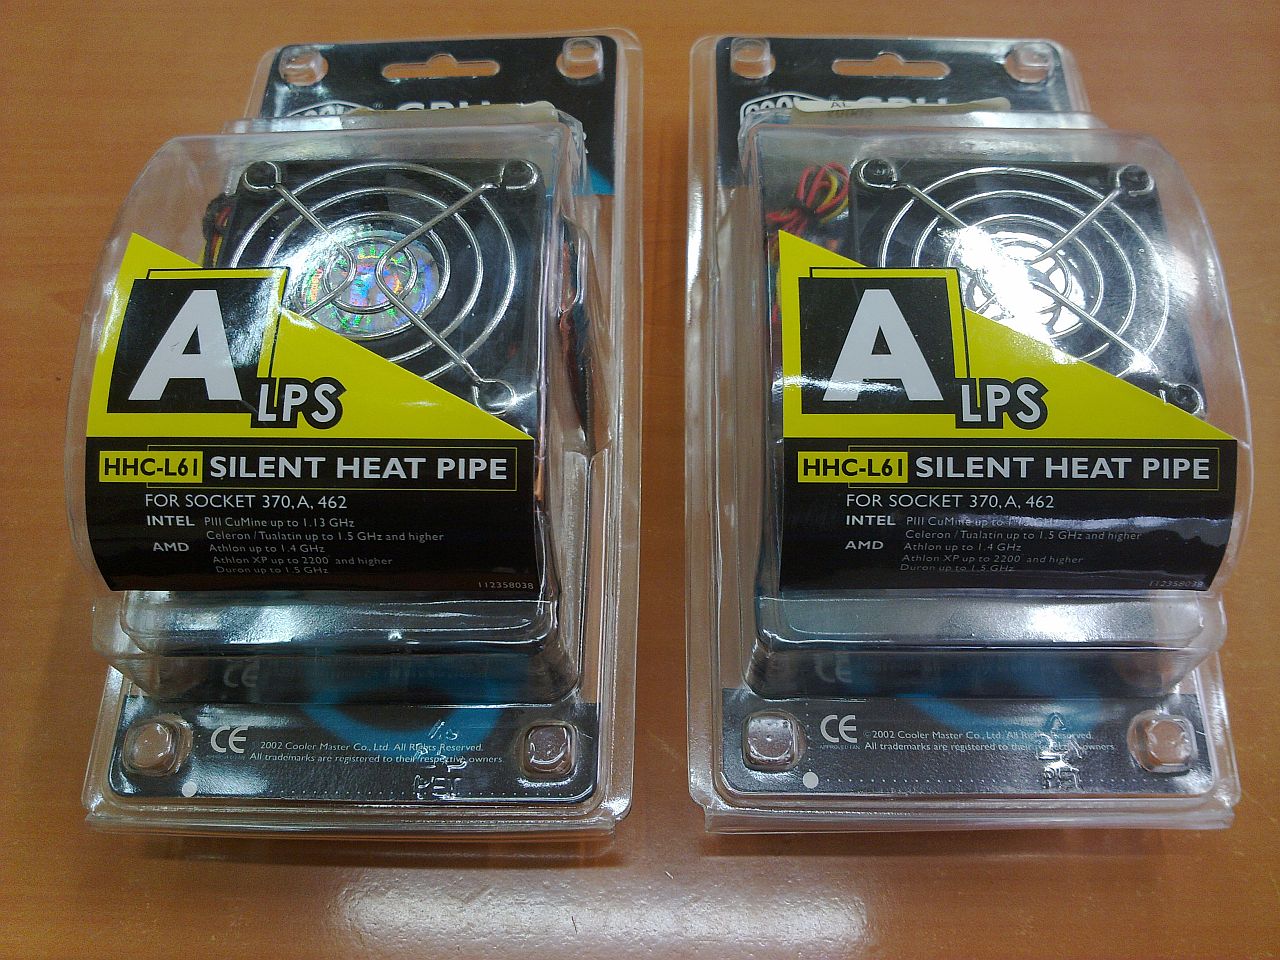 A
LPS
HHC-L61 SILENT HEAT PIPE
FOR SOCKET 370, A, 462
INTEL PIII CuMine up to 1.13 GHz
Celeron / Tualatin up to 1.5 GHz and higher
AMD Athlon up to 1.4 GHz
Athlon XP up to 2200 and higher
Duron up to 1.5 GHz
112358038
CE
2002 Cooler Master Co., Ltd. All Rights Reserved.
All trademarks are registered to their respective owners.
PET
A
LPS
HHC-L61 SILENT HEAT PIPE
FOR SOCKET 370, A, 462
INTEL PIII CuMine up to 1.13 GHz
Celeron / Tualatin up to 1.5 GHz and higher
AMD Athlon up to 1.4 GHz
Athlon XP up to 2200 and higher
Duron up to 1.5 GHz
112358038
CE
©2002 Cooler Master Co., Ltd. All Rights Reserved.
All trademarks are registered to their respective owners.
PET